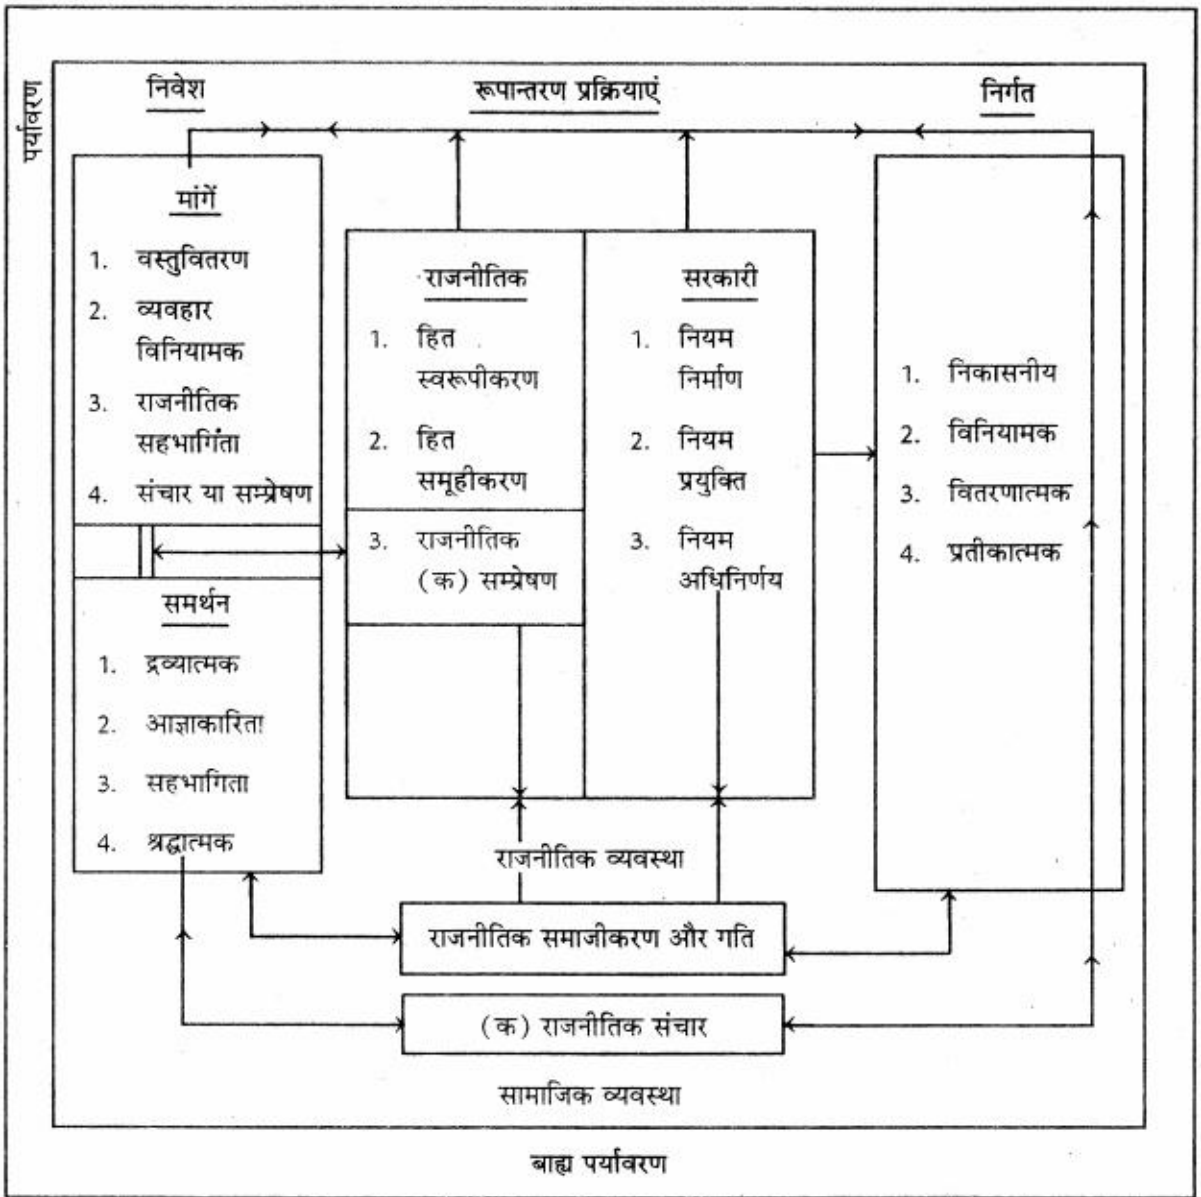 पर्यावरण
निवेश
रूपान्तरण प्रक्रियाएं
निर्गत
मांगें
1. वस्तुवितरण
2. व्यवहार
विनियामक
3. राजनीतिक
सहभागिता
4. संचार या सम्प्रेषण
समर्थन
1. द्रव्यात्मक
2. आज्ञाकारिता
3. सहभागिता
4. श्रद्धात्मक
राजनीतिक
1. हित
स्वरूपीकरण
2. हित
समूहीकरण
3. राजनीतिक
(क) सम्प्रेषण
सरकारी
1. नियम
निर्माण
2. नियम
प्रयुक्ति
3. नियम
अधिनिर्णय
1. निकासनीय
2. विनियामक
3. वितरणात्मक
4. प्रतीकात्मक
राजनीतिक व्यवस्था
राजनीतिक समाजीकरण और गति
(क) राजनीतिक संचार
सामाजिक व्यवस्था
बाह्य पर्यावरण